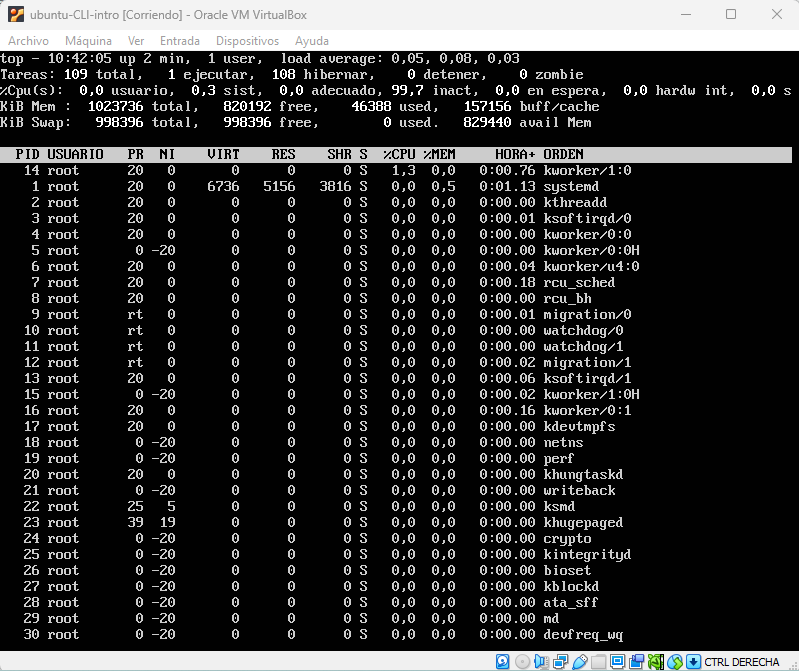 ubuntu-CLI-intro [Corriendo] - Oracle VM VirtualBox
Archivo Máquina Ver Entrada Dispositivos Ayuda
top - 10:42:05 up 2 min,  1 user,  load average: 0,05, 0,08, 0,03
Tareas: 109 total,   1 ejecutar, 108 hibernar,   0 detener,   0 zombie
%Cpu(s):  0,0 usuario,  0,3 sist,  0,0 adecuado, 99,7 inact,  0,0 en espera,  0,0 hardw int,  0,0 s
KiB Mem :  1023736 total,   820192 free,    46388 used,   157156 buff/cache
KiB Swap:   998396 total,   998396 free,        0 used.   829440 avail Mem
PID USUARIO   PR  NI    VIRT    RES    SHR S  %CPU %MEM     HORA+ ORDEN
14 root      20   0       0      0      0 S   1,3  0,0   0:00.76 kworker/1:0
1 root      20   0    6736   5156   3816 S   0,0  0,5   0:01.13 systemd
2 root      20   0       0      0      0 S   0,0  0,0   0:00.00 kthreadd
3 root      20   0       0      0      0 S   0,0  0,0   0:00.01 ksoftirqd/0
4 root      20   0       0      0      0 S   0,0  0,0   0:00.00 kworker/0:0
5 root       0 -20       0      0      0 S   0,0  0,0   0:00.00 kworker/0:0H
6 root      20   0       0      0      0 S   0,0  0,0   0:00.04 kworker/u4:0
7 root      20   0       0      0      0 S   0,0  0,0   0:00.18 rcu_sched
8 root      20   0       0      0      0 S   0,0  0,0   0:00.00 rcu_bh
9 root      rt   0       0      0      0 S   0,0  0,0   0:00.01 migration/0
10 root      rt   0       0      0      0 S   0,0  0,0   0:00.00 watchdog/0
11 root      rt   0       0      0      0 S   0,0  0,0   0:00.00 watchdog/1
12 root      rt   0       0      0      0 S   0,0  0,0   0:00.02 migration/1
13 root      20   0       0      0      0 S   0,0  0,0   0:00.06 ksoftirqd/1
15 root       0 -20       0      0      0 S   0,0  0,0   0:00.02 kworker/1:0H
16 root      20   0       0      0      0 S   0,0  0,0   0:00.16 kworker/0:1
17 root      20   0       0      0      0 S   0,0  0,0   0:00.00 kdevtmpfs
18 root       0 -20       0      0      0 S   0,0  0,0   0:00.00 netns
19 root       0 -20       0      0      0 S   0,0  0,0   0:00.00 perf
20 root      20   0       0      0      0 S   0,0  0,0   0:00.00 khungtaskd
21 root       0 -20       0      0      0 S   0,0  0,0   0:00.00 writeback
22 root      25   5       0      0      0 S   0,0  0,0   0:00.00 ksmd
23 root      39  19       0      0      0 S   0,0  0,0   0:00.00 khugepaged
24 root       0 -20       0      0      0 S   0,0  0,0   0:00.00 crypto
25 root       0 -20       0      0      0 S   0,0  0,0   0:00.00 kintegrityd
26 root       0 -20       0      0      0 S   0,0  0,0   0:00.00 bioset
27 root       0 -20       0      0      0 S   0,0  0,0   0:00.00 kblockd
28 root       0 -20       0      0      0 S   0,0  0,0   0:00.00 ata_sff
29 root       0 -20       0      0      0 S   0,0  0,0   0:00.00 md
30 root       0 -20       0      0      0 S   0,0  0,0   0:00.00 devfreq_wq
CTRL DERECHA